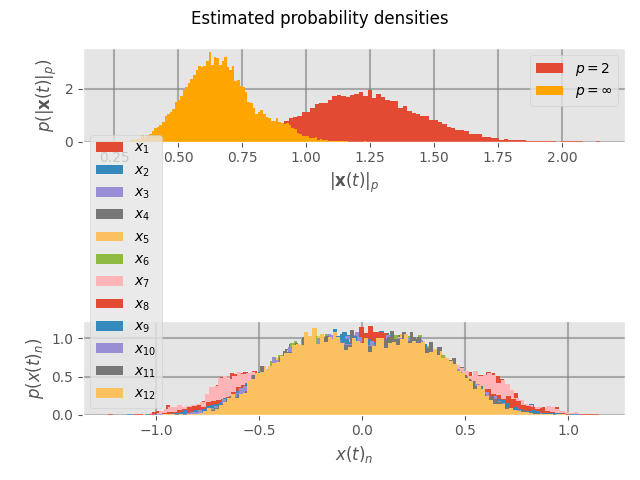 Estimated probability densities
p(|x(t)|ₚ)
2
0
p = 2
p = ∞
0.25 0.50 0.75 1.00 1.25 1.50 1.75 2.00
|x(t)|ₚ
x₁
x₂
x₃
x₄
x₅
x₆
x₇
x₈
x₉
x₁₀
x₁₁
x₁₂
p(x(t)ₙ)
1.0
0.5
0.0
−1.0 −0.5 0.0 0.5 1.0
x(t)ₙ